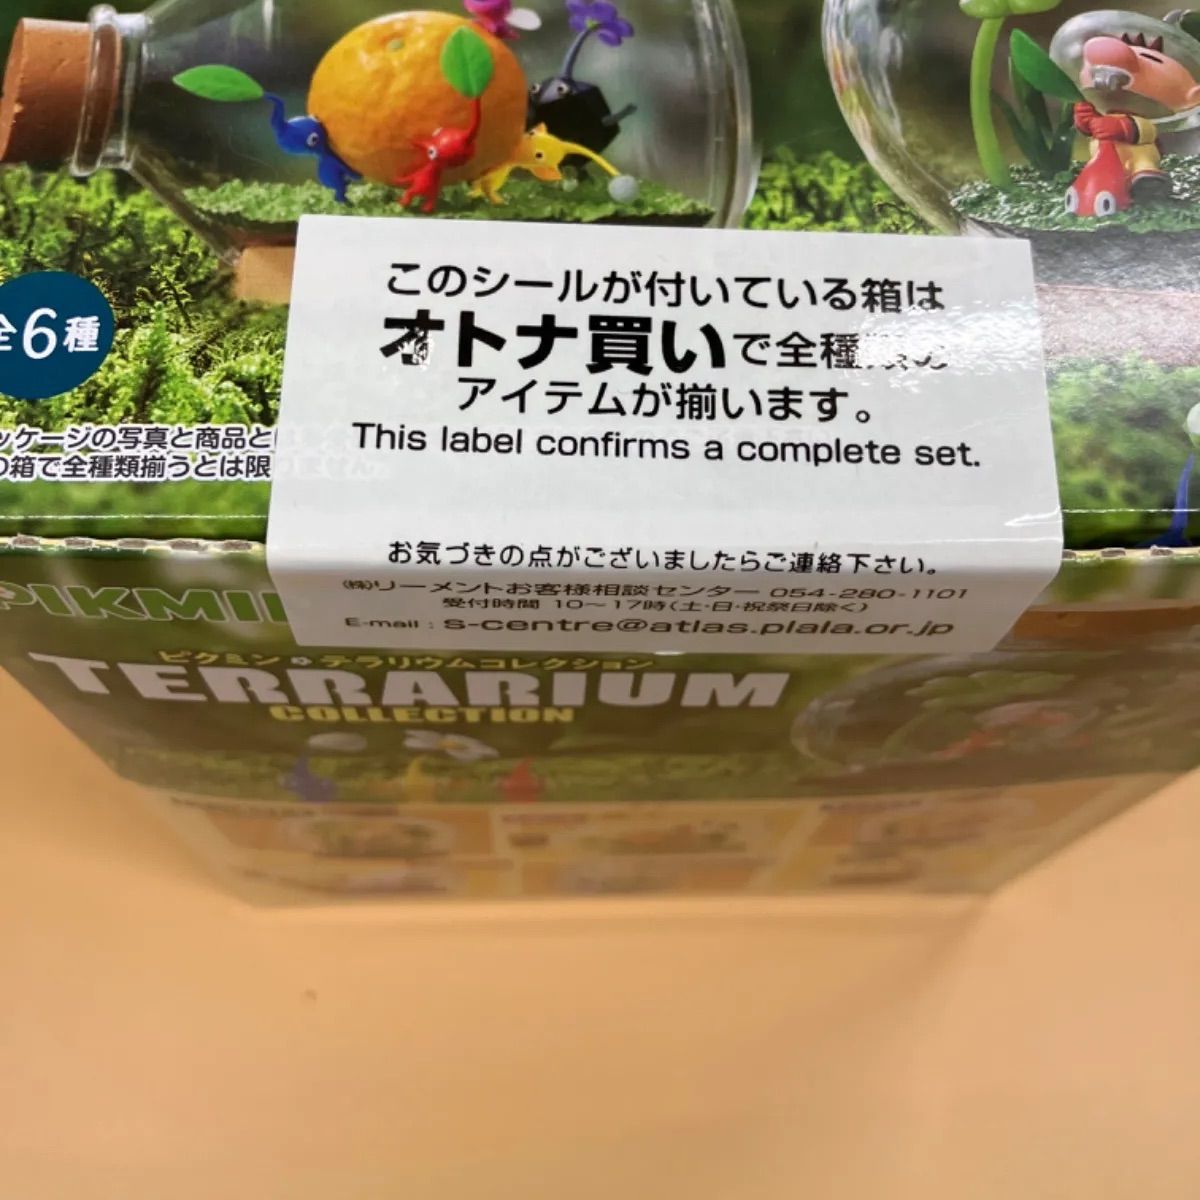 このシールが付いている箱は
オトナ買いで全種類の
アイテムが揃います。
This label confirms a complete set.
全6種
ッケージの写真と商品とは
の箱で全種類揃うとは限りません。
お気づきの点がございましたらご連絡下さい。
㈱リーメントお客様相談センター 054-280-1101
受付時間 10～17時(土・日・祝祭日除く)
E-mail : s-centre@atlas.plala.or.jp
PIKMIN
ピクミン テラリウムコレクション
TERRARIUM
COLLECTION